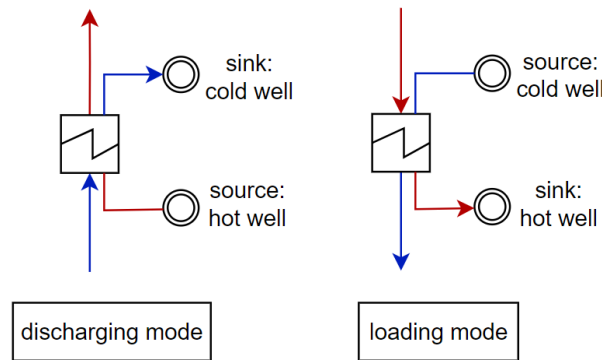 sink:
cold well
source:
hot well
discharging mode
source:
cold well
sink:
hot well
loading mode